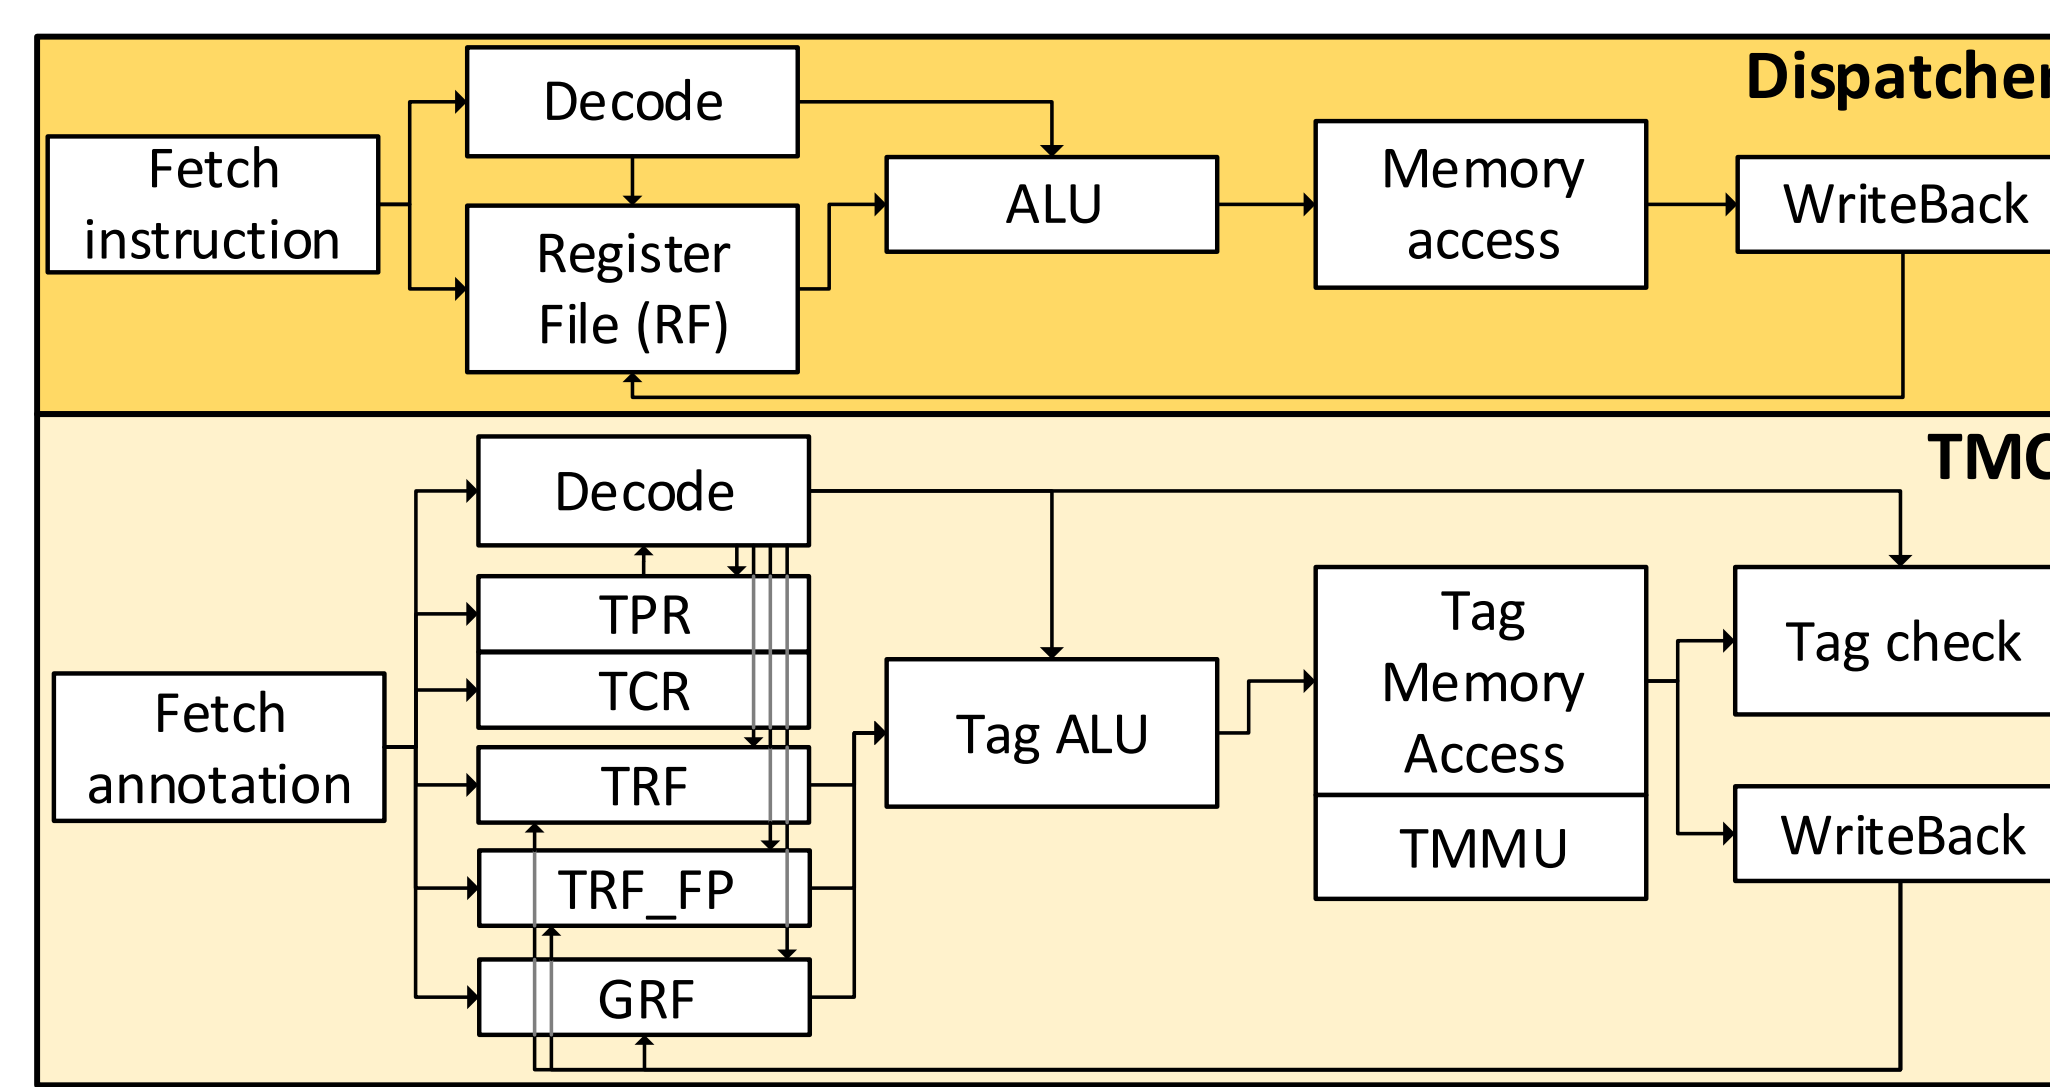 Dispatcher
Decode
Fetch
instruction
Register
File (RF)
ALU
Memory
access
WriteBack
TMC
Decode
TPR
TCR
Fetch
annotation
TRF
TRF_FP
GRF
Tag ALU
Tag
Memory
Access
TMMU
Tag check
WriteBack